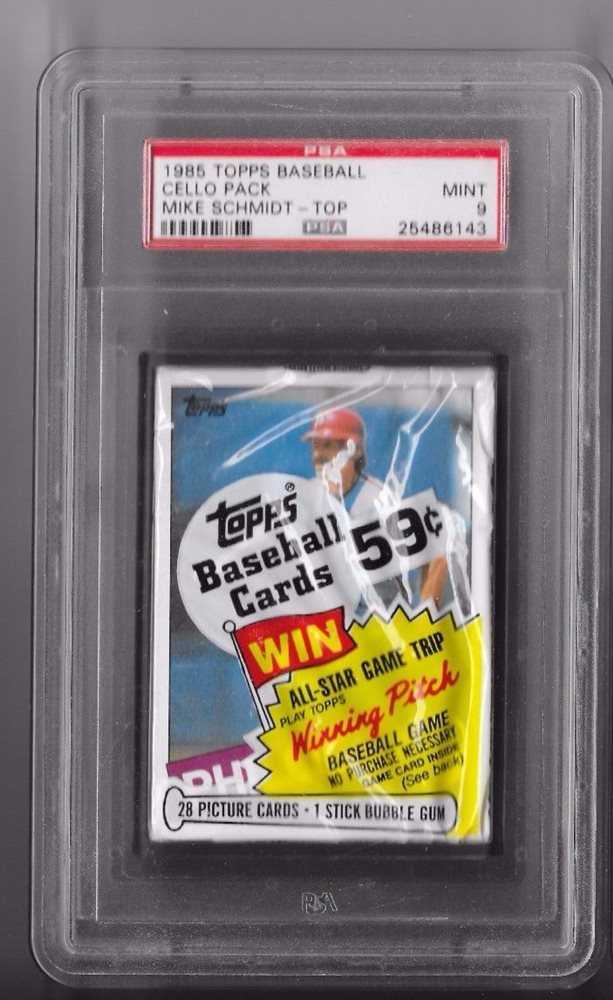 PSA
1985 TOPPS BASEBALL
CELLO PACK MINT
MIKE SCHMIDT - TOP 9
PSA 25486143
TOPPS
Topps®
Baseball 59¢
Cards
WIN
ALL-STAR GAME TRIP
PLAY TOPPS
Winning Pitch
BASEBALL GAME
NO PURCHASE NECESSARY
GAME CARD INSIDE
(See back)
PHI
28 PICTURE CARDS • 1 STICK BUBBLE GUM
PSA